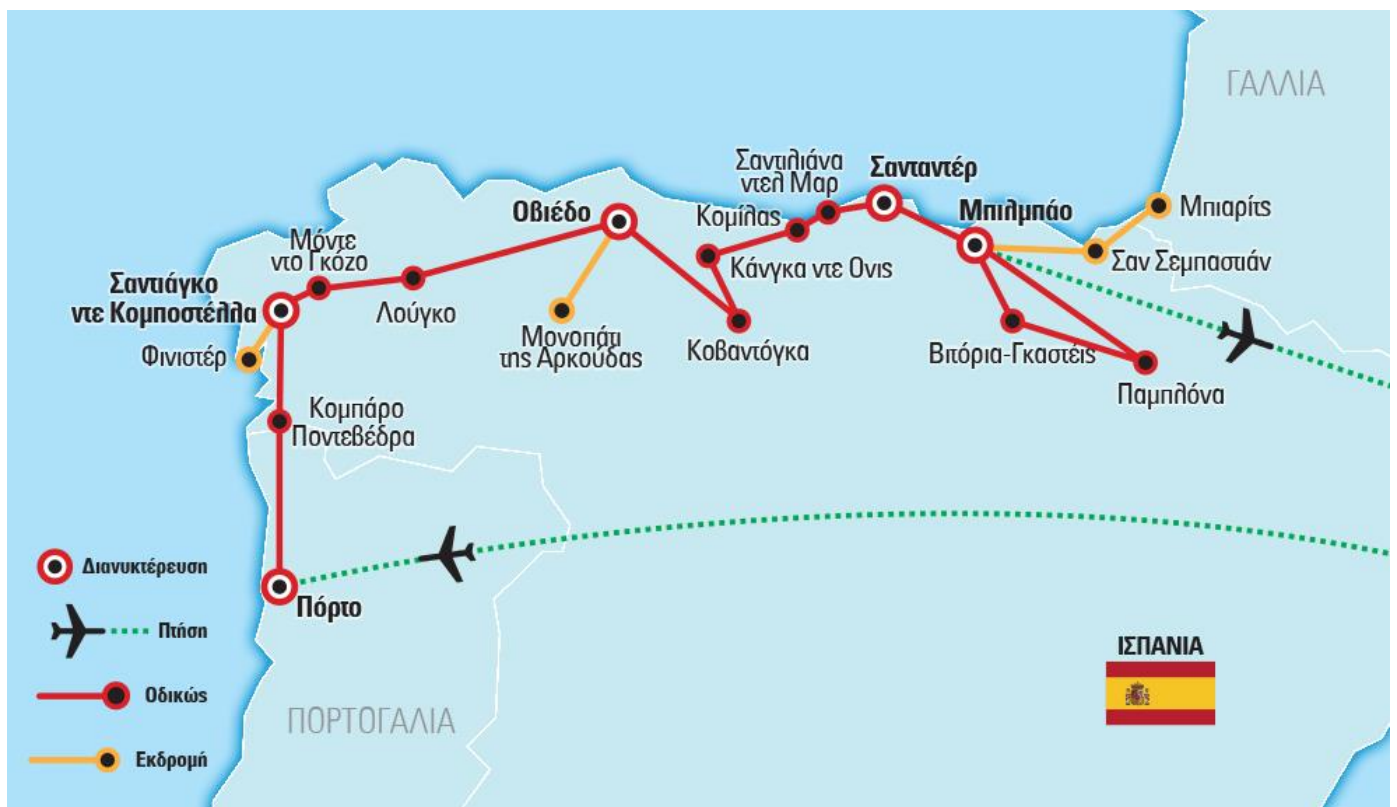 ΓΑΛΛΙΑ
Σαντιλιάνα
ντελ Μαρ
Σανταντέρ
Οβιέδο
Κομίλας
Μπιλμπάο
Μπιαρίτς
Μόντε
ντο Γκόζο
Κάνγκα ντε Ονις
Σαν Σεμπαστιάν
Σαντιάγκο
ντε Κομποστέλλα
Λούγκο
Φινιστέρ
Μονοπάτι
της Αρκούδας
Κοβαντόγκα
Βιτόρια-Γκαστέις
Παμπλόνα
Κομπάρο
Ποντεβέδρα
Διανυκτέρευση
Πόρτο
Πτήση
ΙΣΠΑΝΙΑ
Οδικώς
ΠΟΡΤΟΓΑΛΙΑ
Εκδρομή